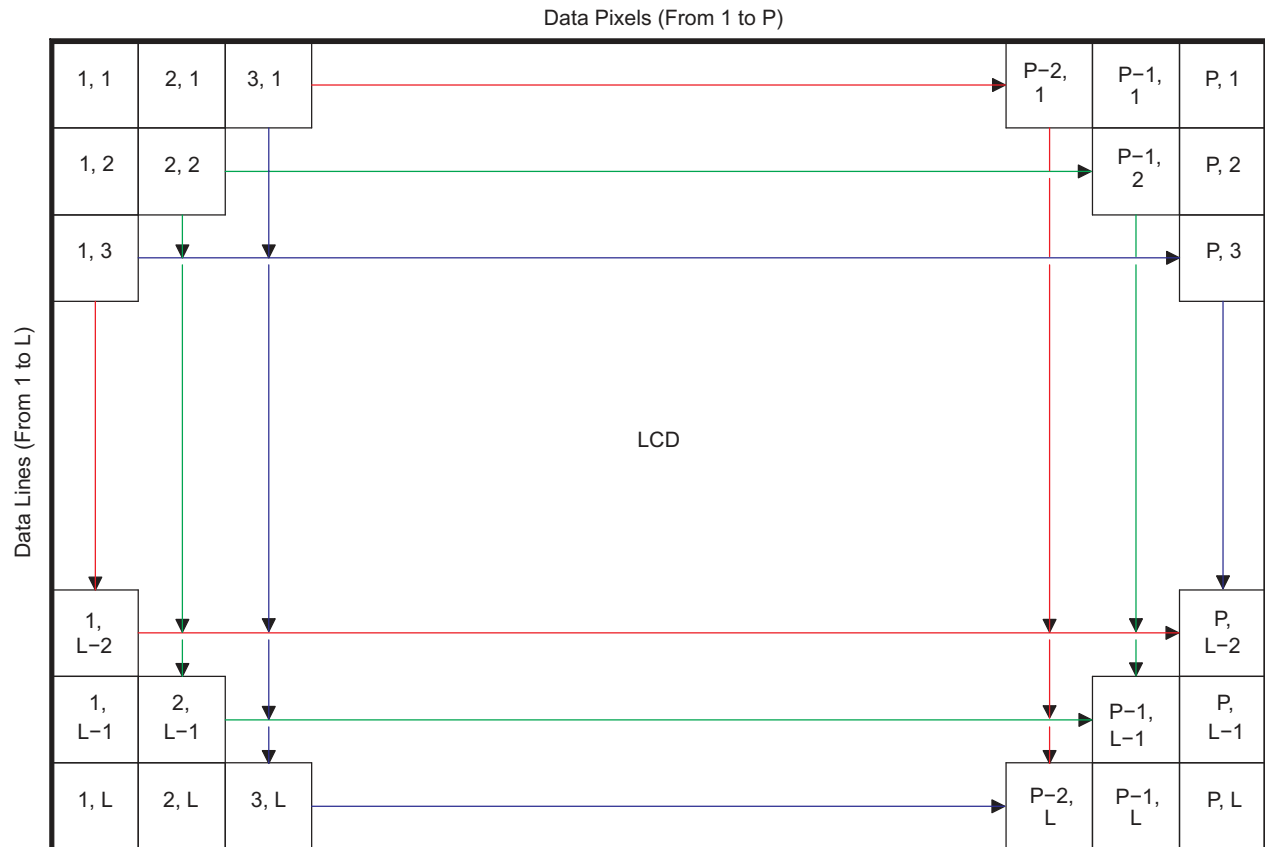 Data Pixels (From 1 to P)
1, 1
2, 1
3, 1
P−2,
1
P−1,
1
P, 1
1, 2
2, 2
P−1,
2
P, 2
1, 3
P, 3
Data Lines (From 1 to L)
LCD
1,
L−2
P,
L−2
1,
L−1
2,
L−1
P−1,
L−1
P,
L−1
1, L
2, L
3, L
P−2,
L
P−1,
L
P, L